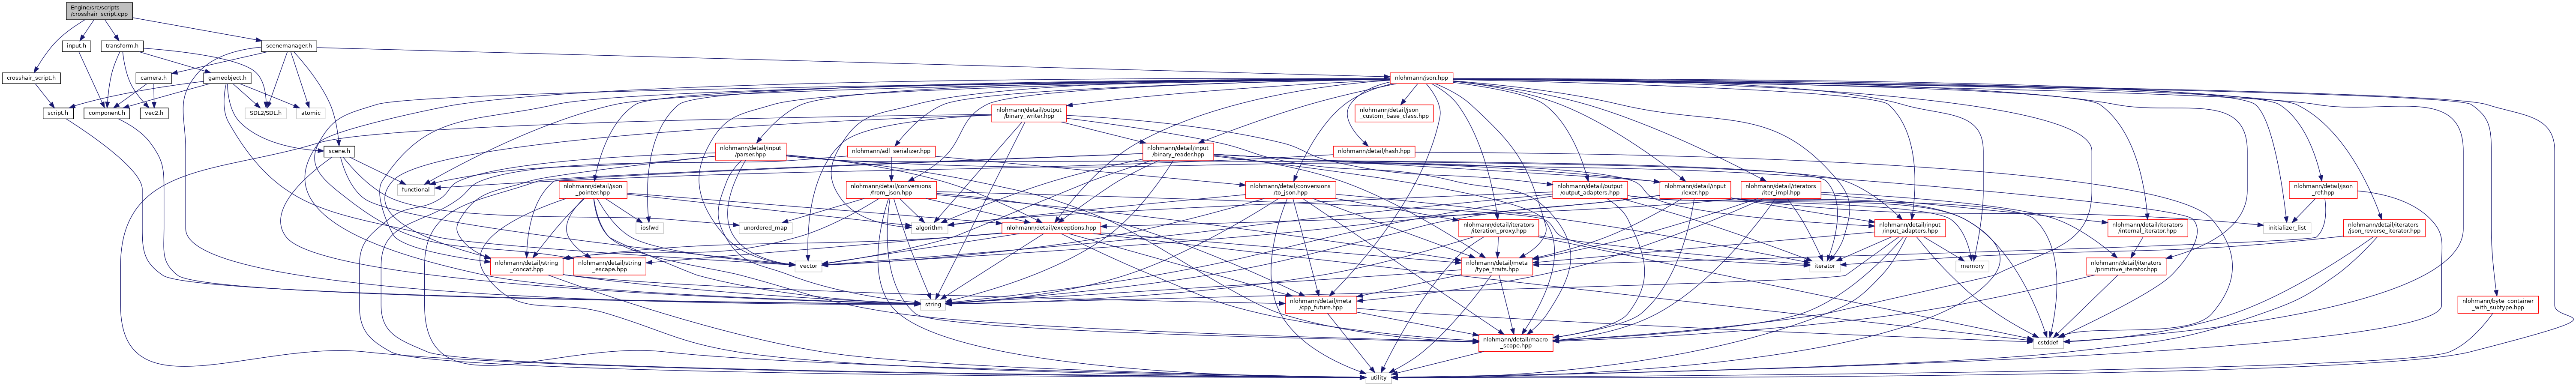 Engine/src/scripts
/crosshair_script.cpp
input.h
transform.h
scenemanager.h
crosshair_script.h
camera.h
gameobject.h
nlohmann/json.hpp
script.h
component.h
vec2.h
SDL2/SDL.h
atomic
nlohmann/detail/output
/binary_writer.hpp
nlohmann/detail/json
_custom_base_class.hpp
scene.h
nlohmann/detail/input
/parser.hpp
nlohmann/adl_serializer.hpp
nlohmann/detail/input
/binary_reader.hpp
nlohmann/detail/hash.hpp
functional
nlohmann/detail/json
_pointer.hpp
nlohmann/detail/conversions
/from_json.hpp
nlohmann/detail/conversions
/to_json.hpp
nlohmann/detail/output
/output_adapters.hpp
nlohmann/detail/input
/lexer.hpp
nlohmann/detail/iterators
/iter_impl.hpp
nlohmann/detail/json
_ref.hpp
iosfwd
unordered_map
algorithm
nlohmann/detail/exceptions.hpp
nlohmann/detail/iterators
/iteration_proxy.hpp
nlohmann/detail/input
/input_adapters.hpp
nlohmann/detail/iterators
/internal_iterator.hpp
initializer_list
nlohmann/detail/iterators
/json_reverse_iterator.hpp
nlohmann/detail/string
_concat.hpp
nlohmann/detail/string
_escape.hpp
vector
nlohmann/detail/meta
/type_traits.hpp
iterator
memory
nlohmann/detail/iterators
/primitive_iterator.hpp
string
nlohmann/detail/meta
/cpp_future.hpp
nlohmann/byte_container
_with_subtype.hpp
nlohmann/detail/macro
_scope.hpp
cstddef
utility